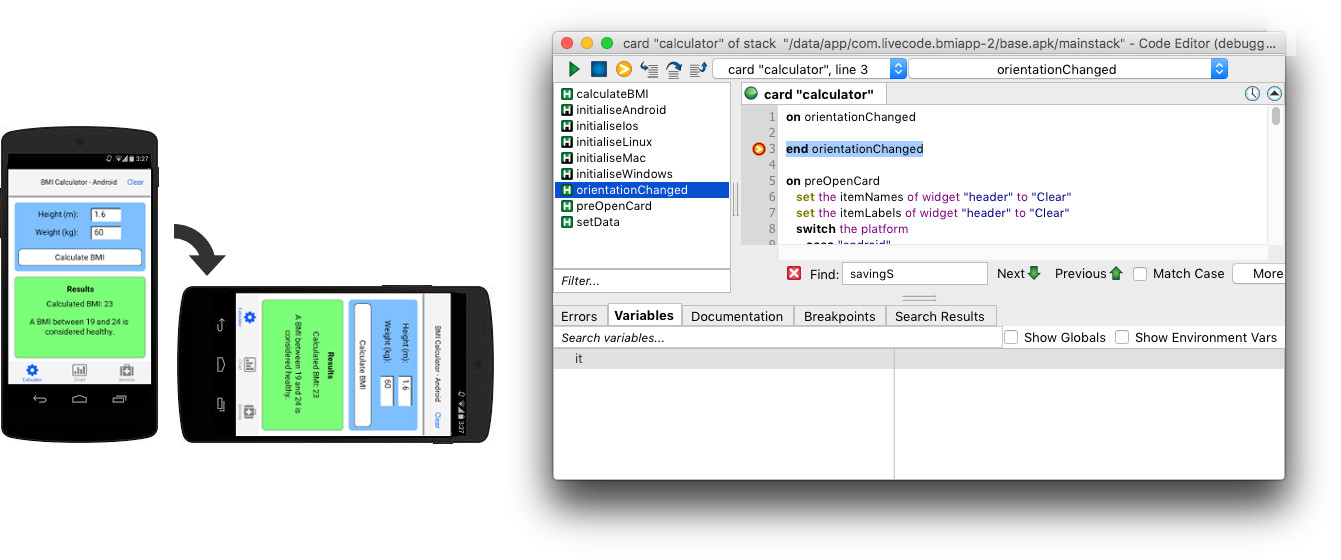 3:27
BMI Calculator - Android Clear
Height (m): 1.6
Weight (kg): 60
Calculate BMI
Results
Calculated BMI: 23
A BMI between 19 and 24 is
considered healthy.
Calculator Chart Services
3:27
BMI Calculator - Android Clear
Height (m): 1.6
Weight (kg): 60
Calculate BMI
Results
Calculated BMI: 23
A BMI between 19 and 24 is
considered healthy.
card "calculator" of stack "/data/app/com.livecode.bmiapp-2/base.apk/mainstack" - Code Editor (debugg...
card "calculator", line 3 orientationChanged
calculateBMI
initialiseAndroid
initialiseIos
initialiseLinux
initialiseMac
initialiseWindows
orientationChanged
preOpenCard
setData
Filter...
card "calculator"
1 on orientationChanged
2
3 end orientationChanged
4
5 on preOpenCard
6 set the itemNames of widget "header" to "Clear"
7 set the itemLabels of widget "header" to "Clear"
8 switch the platform
9 case "android"
Find: savingS Next Previous Match Case More
Errors Variables Documentation Breakpoints Search Results
Search variables... Show Globals Show Environment Vars
it